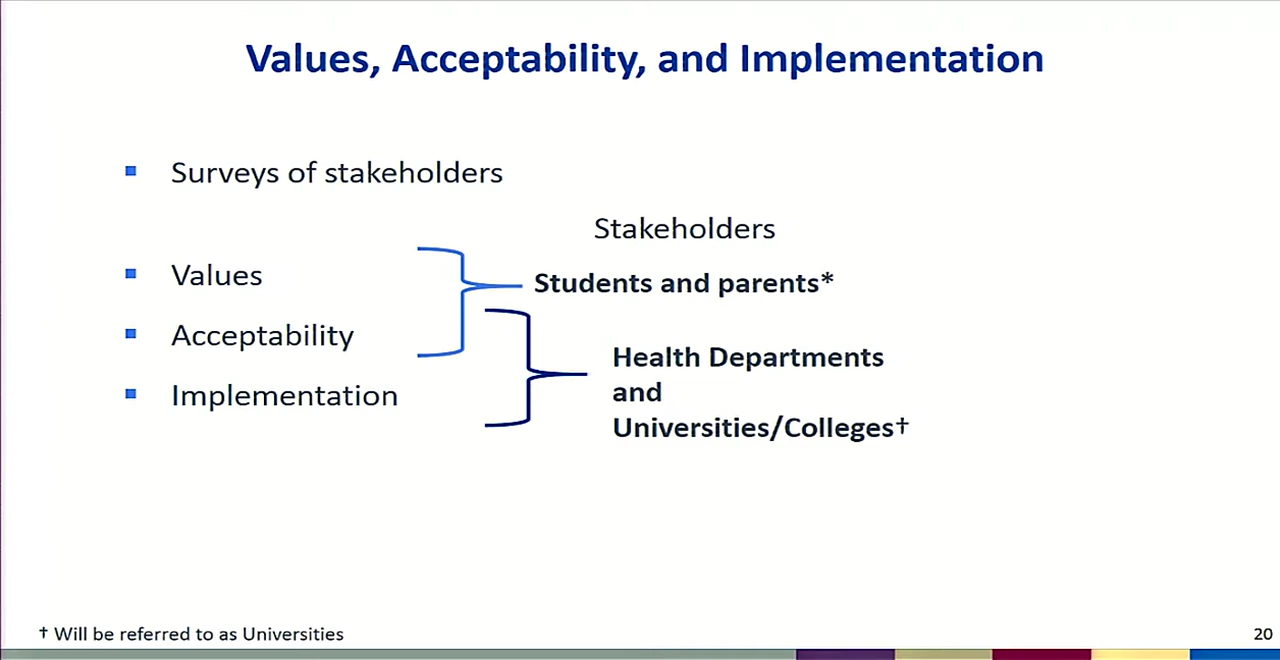 Values, Acceptability, and Implementation
Surveys of stakeholders
Stakeholders
Values
Students and parents*
Acceptability
Implementation
Health Departments
and
Universities/Colleges†
† Will be referred to as Universities
20